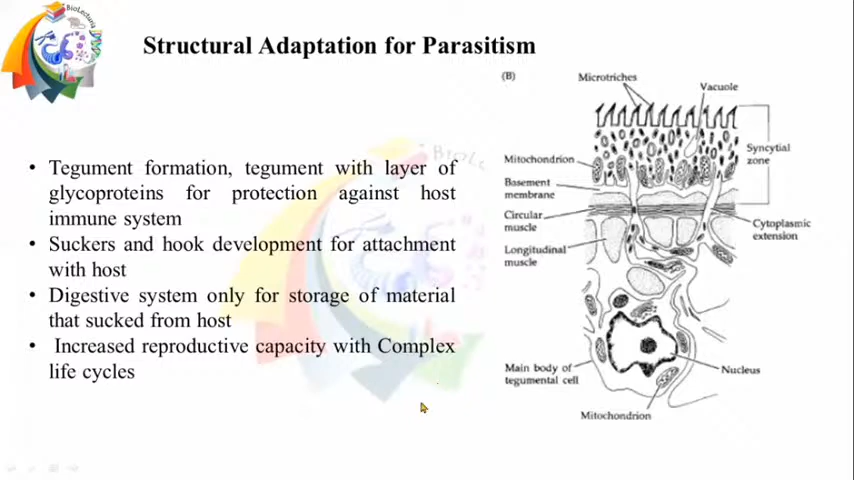 BioLecturia
Structural Adaptation for Parasitism
• Tegument formation, tegument with layer of
glycoproteins for protection against host
immune system
• Suckers and hook development for attachment
with host
• Digestive system only for storage of material
that sucked from host
• Increased reproductive capacity with Complex
life cycles
(B)
Microtriches
Vacuole
Mitochondrion
Syncytial
zone
Basement
membrane
Circular
muscle
Cytoplasmic
extension
Longitudinal
muscle
Main body of
tegumental cell
Nucleus
Mitochondrion